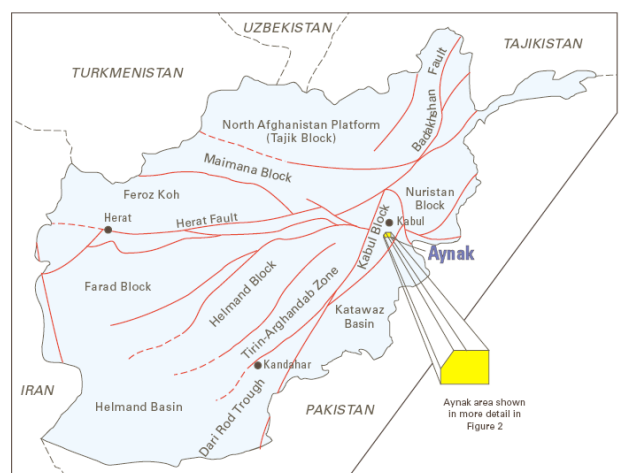 UZBEKISTAN
TAJIKISTAN
TURKMENISTAN
Badakhshan Fault
North Afghanistan Platform
(Tajik Block)
Maimana Block
Feroz Koh
Nuristan
Block
Herat
Herat Fault
Kabul
Kabul Block
Aynak
Farad Block
Helmand Block
Tirin-Arghandab Zone
Katawaz
Basin
Kandahar
IRAN
Helmand Basin
Dari Rod Trough
PAKISTAN
Aynak area shown
in more detail in
Figure 2